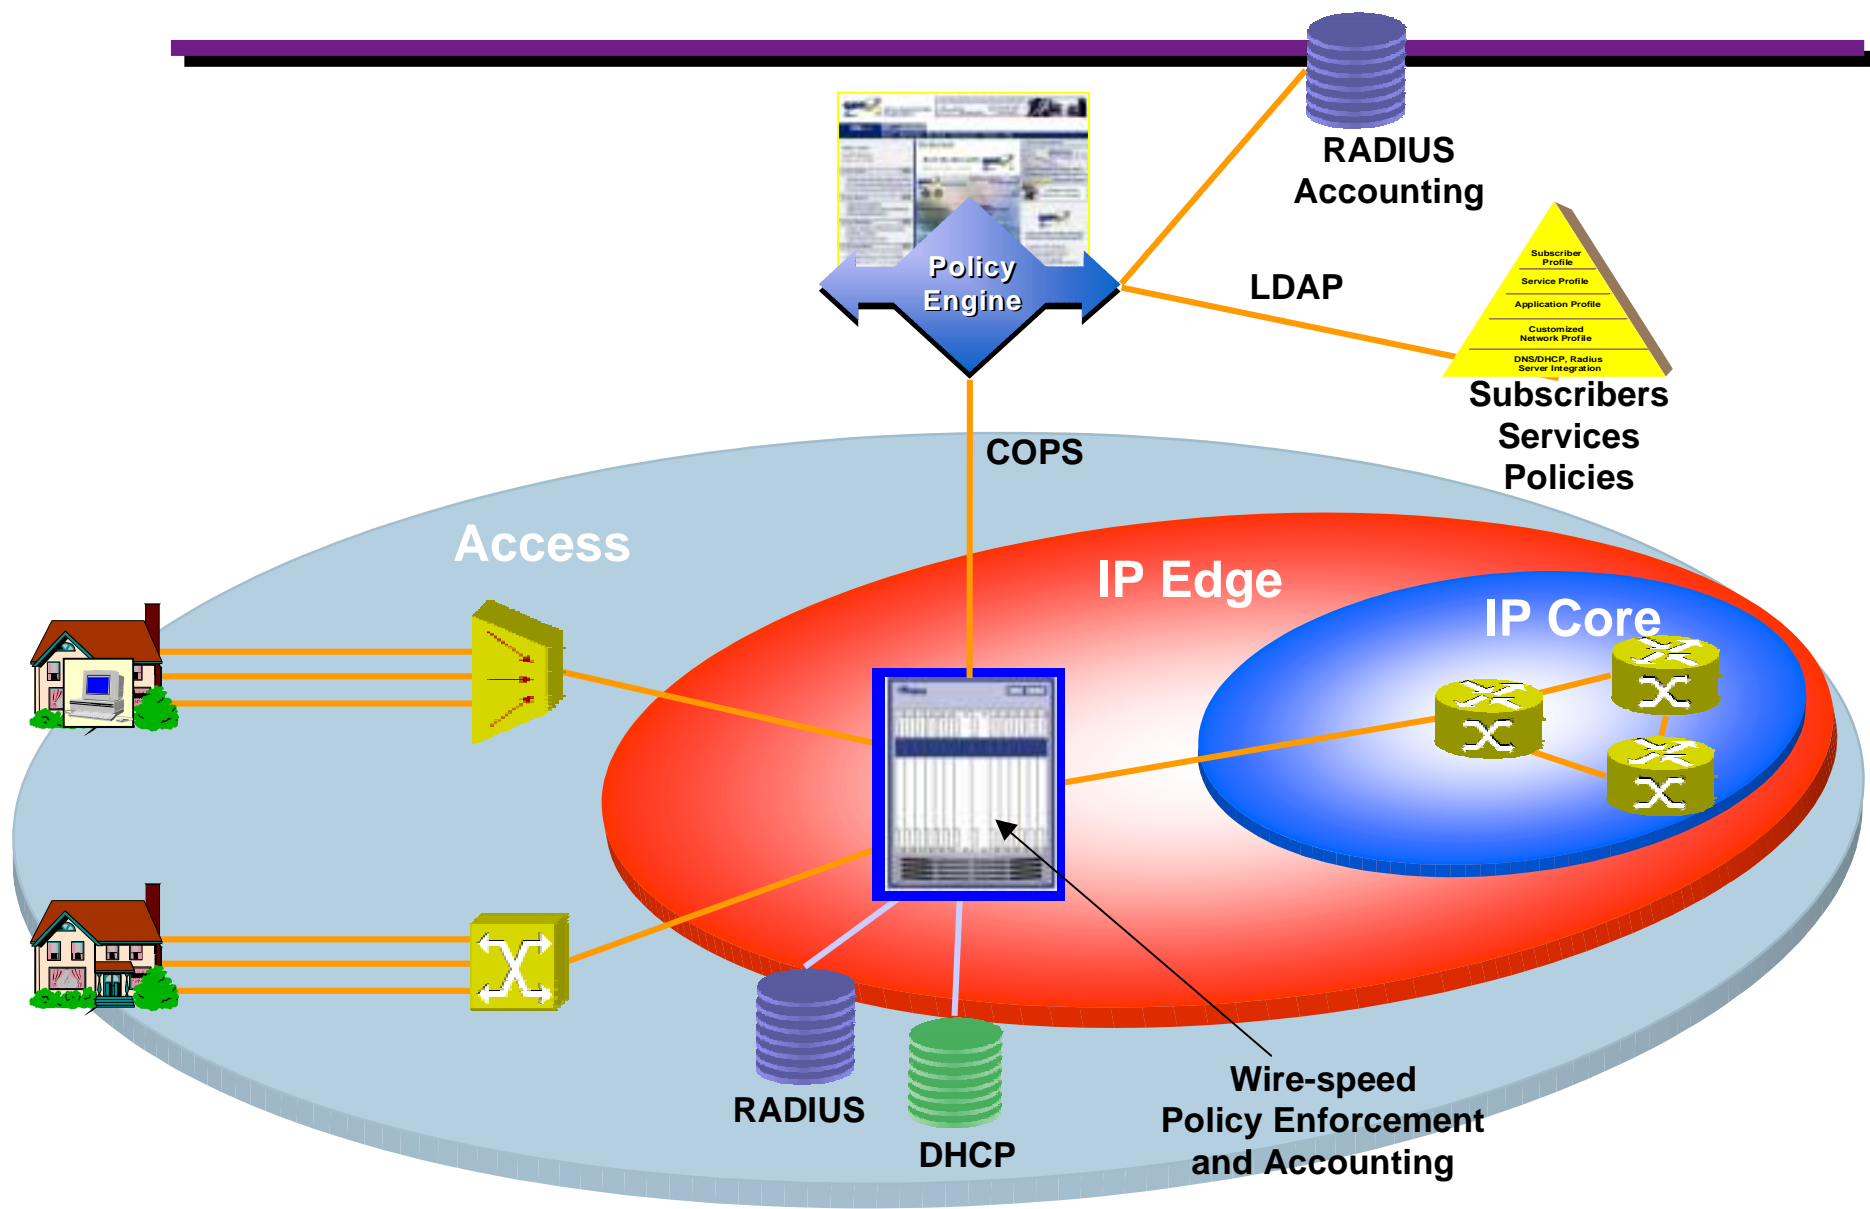 RADIUS
Accounting
Policy
Engine
LDAP
Subscriber
Profile
Service Profile
Application Profile
Customized
Network Profile
DNS/DHCP, Radius
Server Integration
Subscribers
Services
Policies
COPS
Access
IP Edge
IP Core
RADIUS
DHCP
Wire-speed
Policy Enforcement
and Accounting